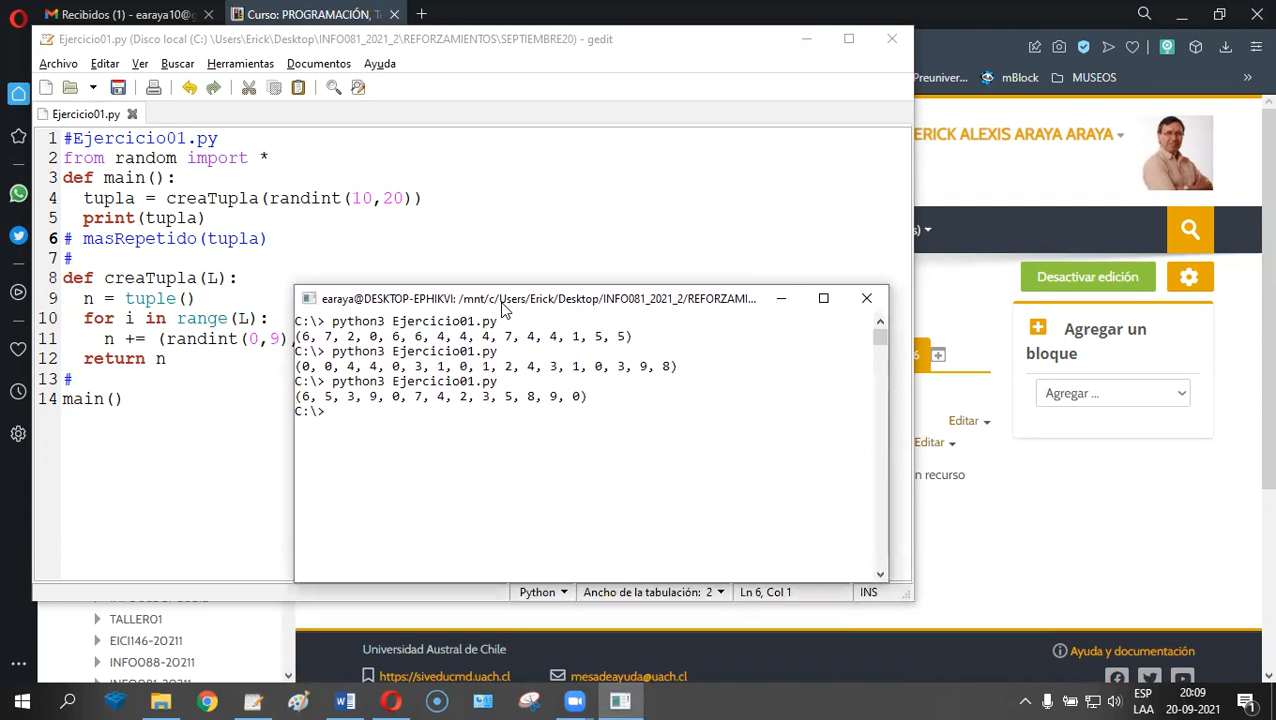 Recibidos (1) - earaya10@g
Curso: PROGRAMACIÓN, Ti
Ejercicio01.py (Disco local (C:) \Users\Erick\Desktop\INFO081_2021_2\REFORZAMIENTOS\SEPTIEMBRE20) - gedit
Archivo Editar Ver Buscar Herramientas Documentos Ayuda
Preuniver... mBlock MUSEOS »
Ejercicio01.py
1 #Ejercicio01.py
2 from random import *
3 def main():
4 tupla = creaTupla(randint(10,20))
5 print(tupla)
6 # masRepetido(tupla)
7 #
8 def creaTupla(L):
9 n = tuple()
10 for i in range(L):
11 n += (randint(0,9),
12 return n
13 #
14 main()
earaya@DESKTOP-EPHIKVI: /mnt/c/Users/Erick/Desktop/INFO081_2021_2/REFORZAMI...
C:\> python3 Ejercicio01.py
(6, 7, 2, 0, 6, 6, 4, 4, 4, 7, 4, 4, 1, 5, 5)
C:\> python3 Ejercicio01.py
(0, 0, 4, 4, 0, 3, 1, 0, 1, 2, 4, 3, 1, 0, 3, 9, 8)
C:\> python3 Ejercicio01.py
(6, 5, 3, 9, 0, 7, 4, 2, 3, 5, 8, 9, 0)
C:\>
Python Ancho de la tabulación: 2 Ln 6, Col 1 INS
ERICK ALEXIS ARAYA ARAYA
s)
Desactivar edición
Agregar un
bloque
Agregar ...
6
Editar
Editar
n recurso
TALLER01
EICI146-20211
INFO088-20211
Universidad Austral de Chile
https://siveducmd.uach.cl
mesadeayuda@uach.cl
Ayuda y documentación
ESP
LAA
20:09
20-09-2021
1